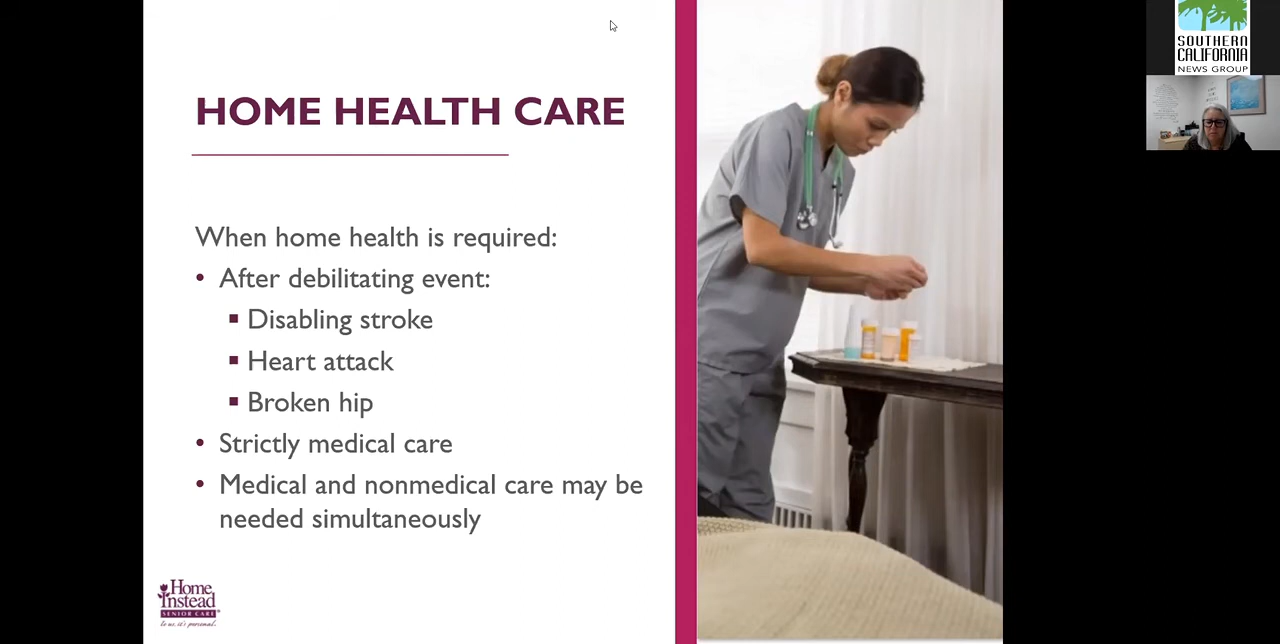 HOME HEALTH CARE
When home health is required:
• After debilitating event:
▪ Disabling stroke
▪ Heart attack
▪ Broken hip
• Strictly medical care
• Medical and nonmedical care may be
needed simultaneously
Home
Instead
SENIOR CARE
to us, it's personal.
SOUTHERN
CALIFORNIA
NEWS GROUP